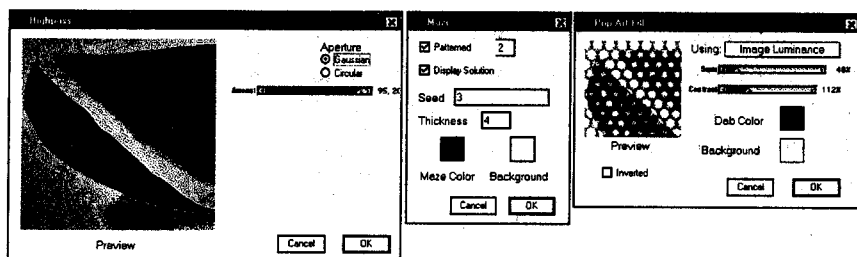 Highpass
Aperture
Gaussian
Circular
Amount
95, 20
Preview
Cancel
OK
Maze
Patterned
2
Display Solution
Seed
3
Thickness
4
Maze Color
Background
Cancel
OK
Pop Art Fill
Using:
Image Luminance
48%
Contrast
112%
Dab Color
Preview
Background
Inverted
Cancel
OK